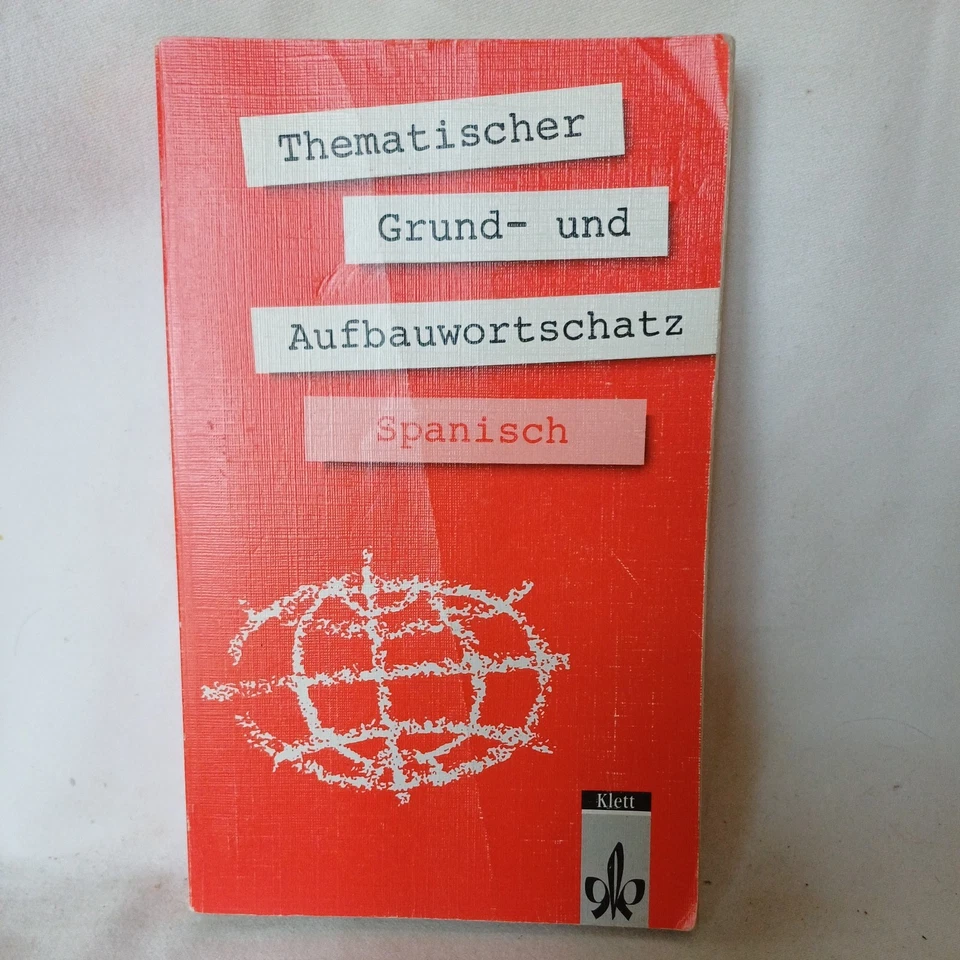 Thematischer
Grund- und
Aufbauwortschatz
Spanisch
Klett